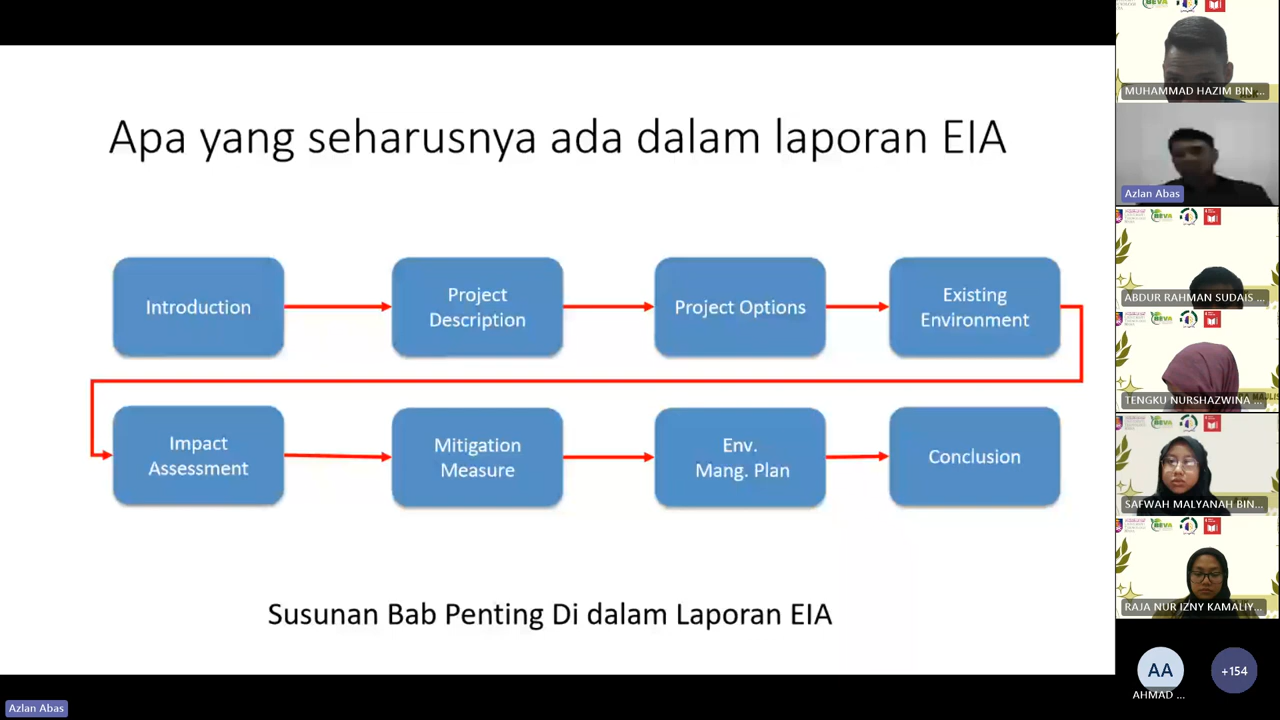 Apa yang seharusnya ada dalam laporan EIA
Introduction
Project
Description
Project Options
Existing
Environment
Impact
Assessment
Mitigation
Measure
Env.
Mang. Plan
Conclusion
Susunan Bab Penting Di dalam Laporan EIA
Azlan Abas
MUHAMMAD HAZIM BIN ...
Azlan Abas
ABDUR RAHMAN SUDAIS ...
TENGKU NURSHAZWINA ...
SAFWAH MALYANAH BIN...
RAJA NUR IZNY KAMALIY...
AA
AHMAD ...
+154